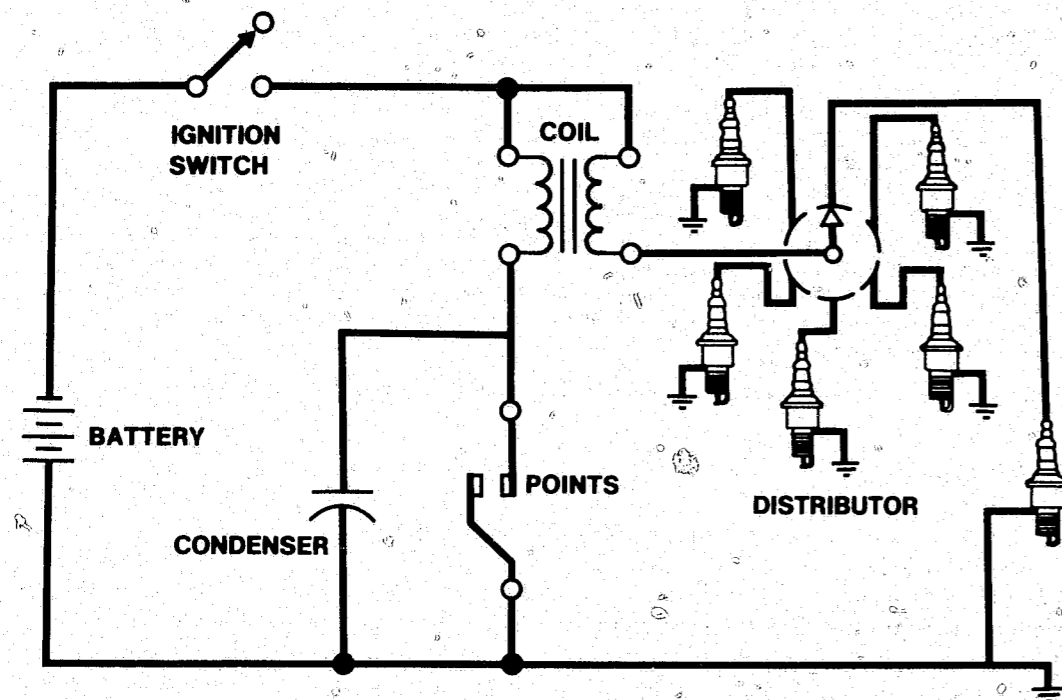 IGNITION
SWITCH
COIL
BATTERY
POINTS
DISTRIBUTOR
CONDENSER